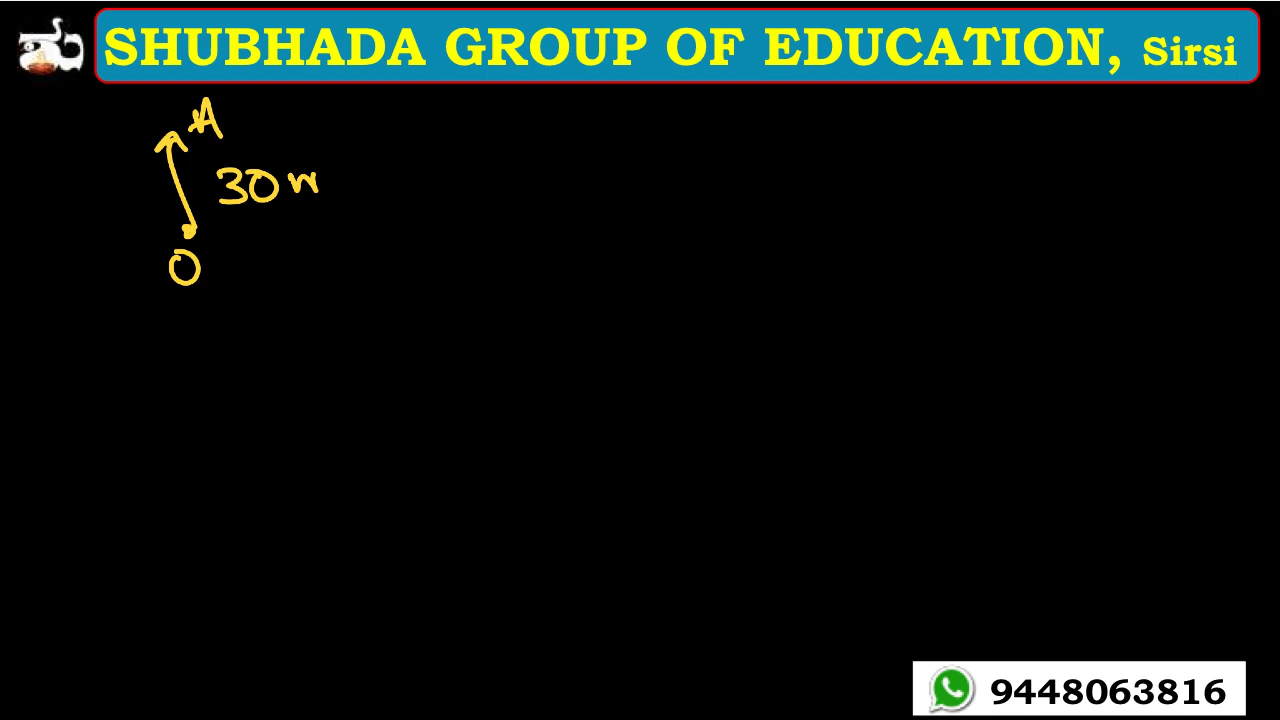 ಶು SHUBHADA GROUP OF EDUCATION, Sirsi
A
30 m
O
9448063816